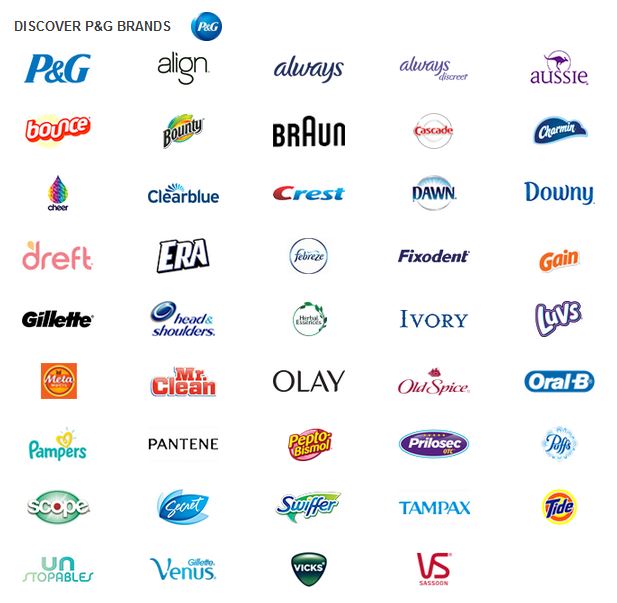 DISCOVER P&G BRANDS P&G
P&G align always always discreet aussie
bounce Bounty BRAUN Cascade Charmin
cheer Clearblue Crest DAWN Downy
dreft ERA febreze Fixodent Gain
Gillette head& shoulders Herbal Essences IVORY Luvs
Meta Mr. Clean OLAY Old Spice Oral-B
Pampers PANTENE Pepto-Bismol Prilosec OTC Puffs
scope Secret Swiffer TAMPAX Tide
UNSTOPABLES Gillette Venus VICKS VS SASSOON